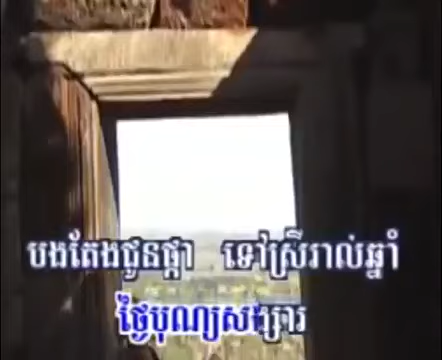 បងតែងជូនផ្កា ទៅស្រីរាល់ឆ្នាំ
ថ្ងៃបុណ្យសង្សារ